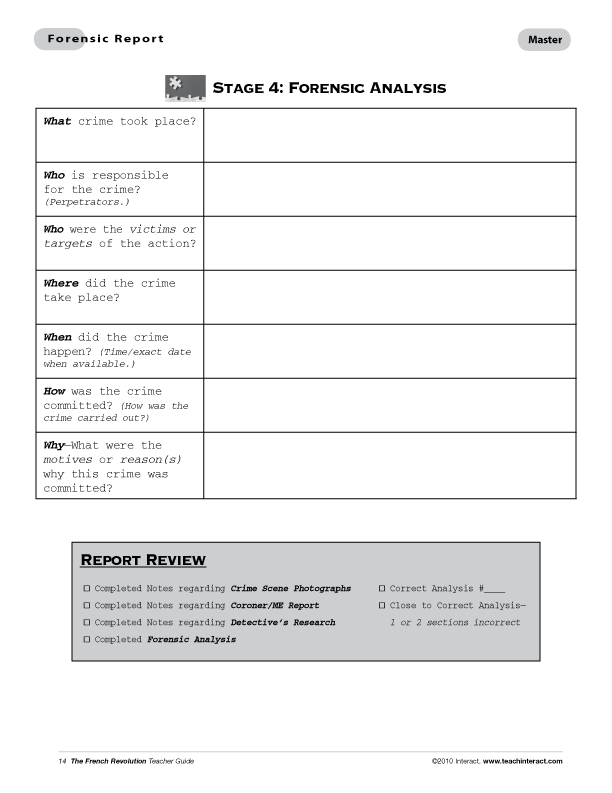 Forensic Report
Master
Stage 4: Forensic Analysis
What crime took place?
Who is responsible
for the crime?
(Perpetrators.)
Who were the victims or
targets of the action?
Where did the crime
take place?
When did the crime
happen? (Time/exact date
when available.)
How was the crime
committed? (How was the
crime carried out?)
Why—What were the
motives or reason(s)
why this crime was
committed?
Report Review
☐ Completed Notes regarding Crime Scene Photographs
☐ Completed Notes regarding Coroner/ME Report
☐ Completed Notes regarding Detective's Research
☐ Completed Forensic Analysis
☐ Correct Analysis #____
☐ Close to Correct Analysis—
1 or 2 sections incorrect
14 The French Revolution Teacher Guide
©2010 Interact. www.teachinteract.com